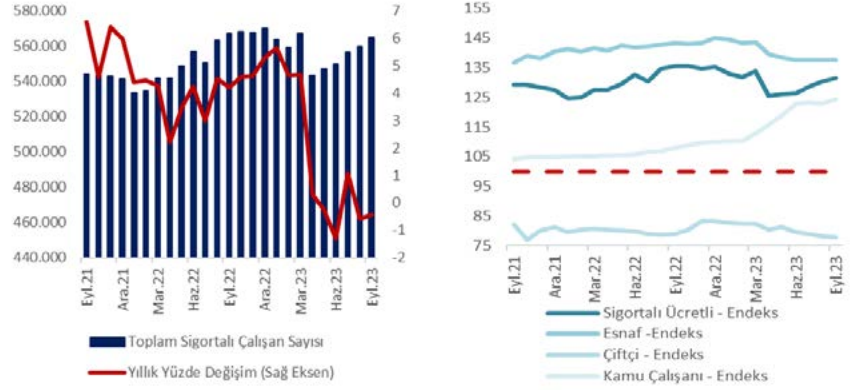 580.000
560.000
540.000
520.000
500.000
480.000
460.000
440.000
7
6
5
4
3
2
1
0
-1
-2
Eyl.21
Ara.21
Mar.22
Haz.22
Eyl.22
Ara.22
Mar.23
Haz.23
Eyl.23
Toplam Sigortalı Çalışan Sayısı
Yıllık Yüzde Değişim (Sağ Eksen)
155
145
135
125
115
105
95
85
75
Eyl.21
Ara.21
Mar.22
Haz.22
Eyl.22
Ara.22
Mar.23
Haz.23
Eyl.23
Sigortalı Ücretli - Endeks
Esnaf -Endeks
Çiftçi - Endeks
Kamu Çalışanı - Endeks